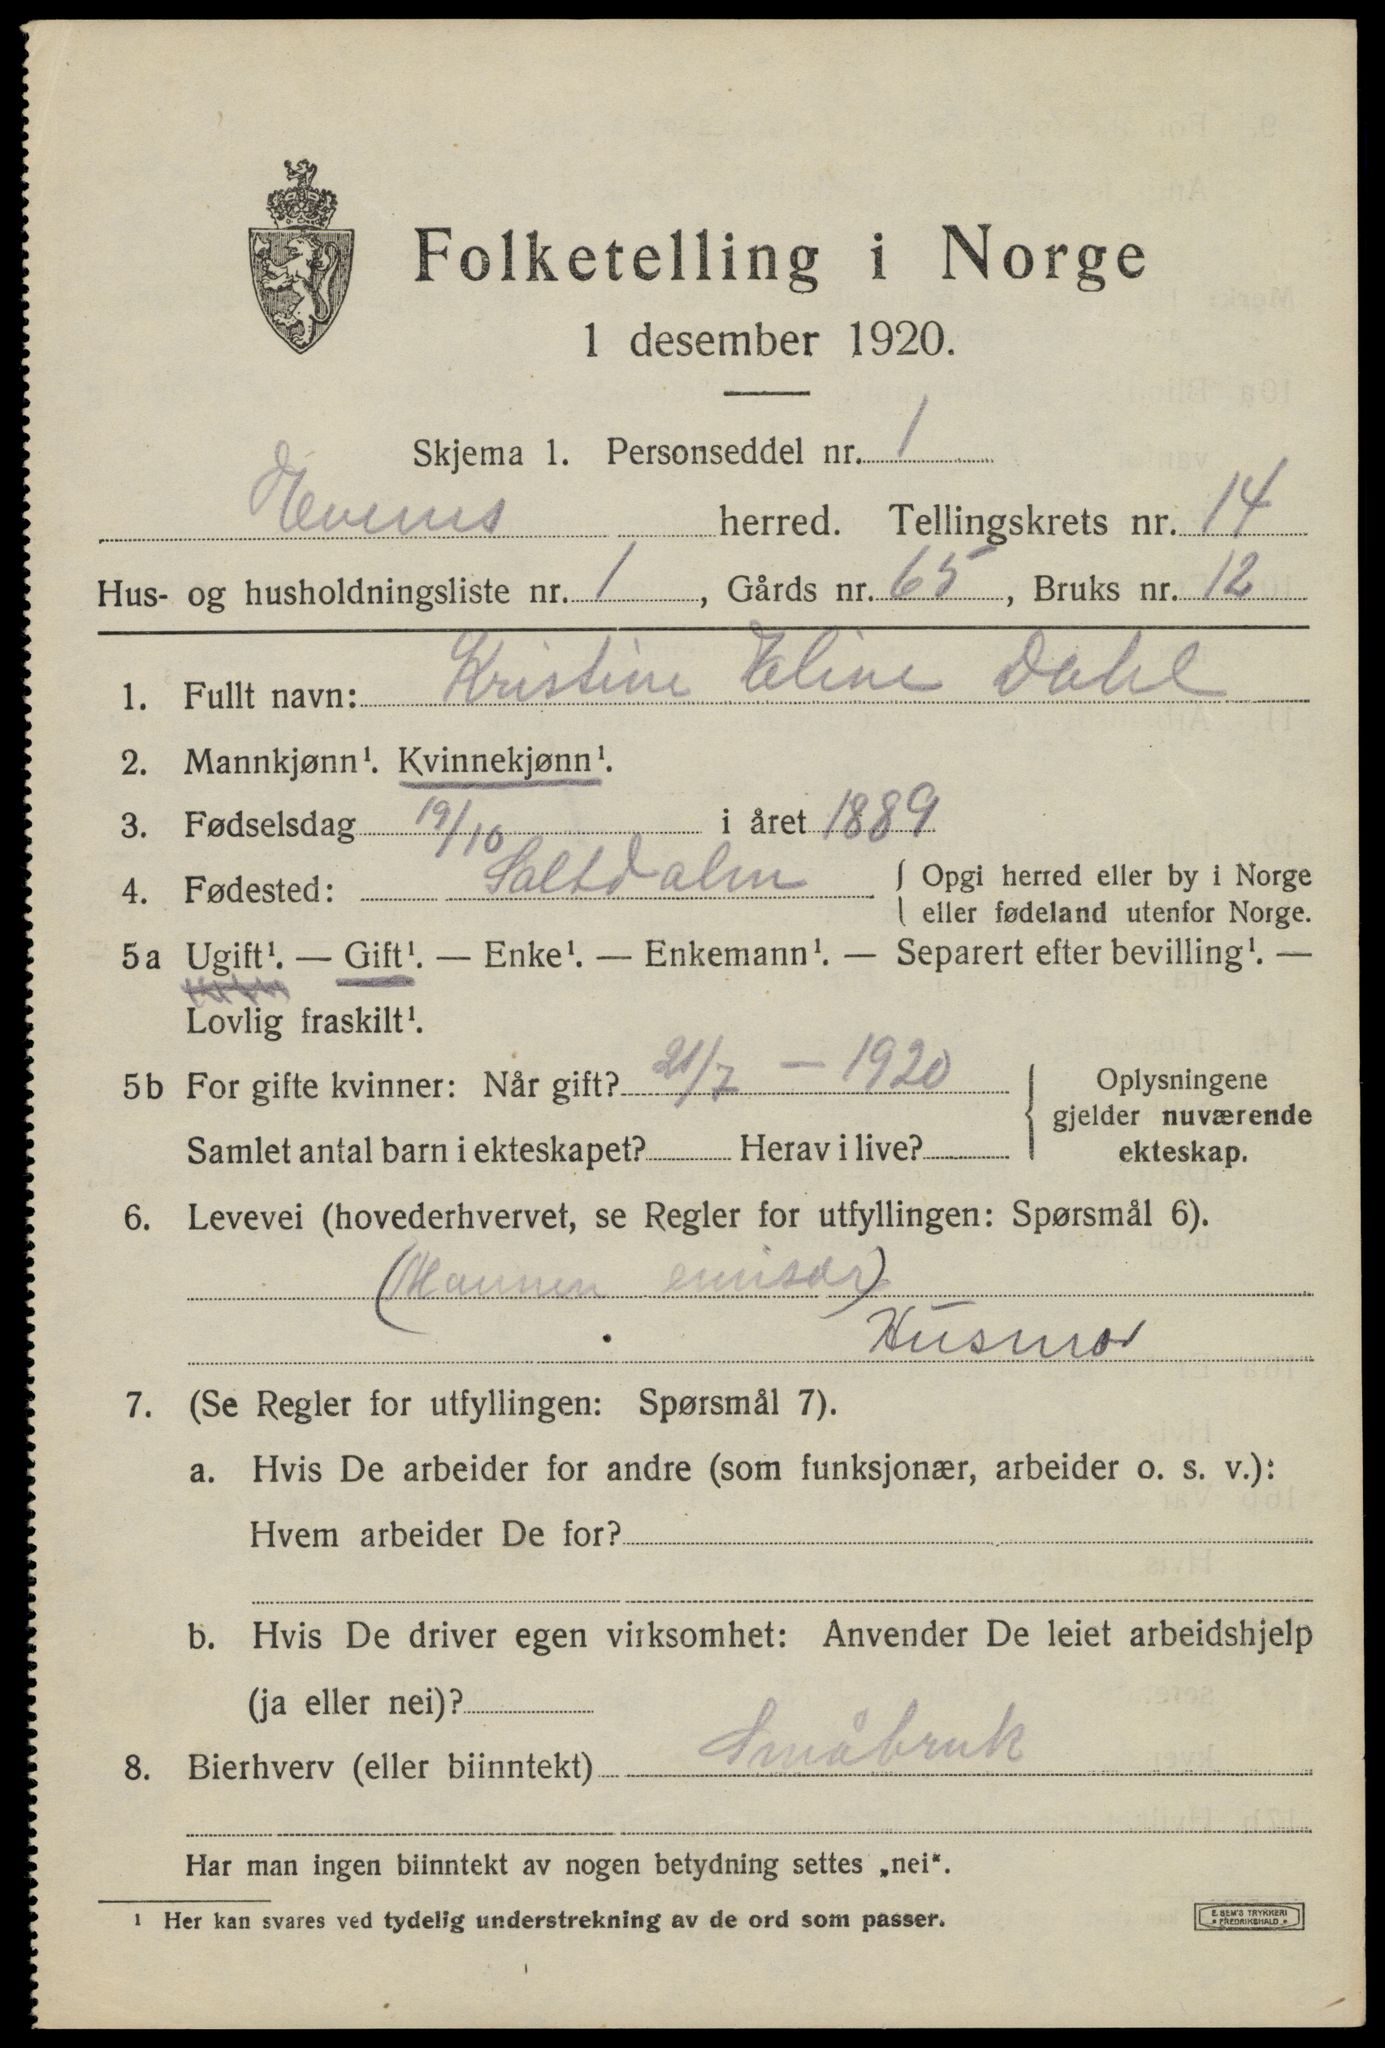 Folketelling i Norge
1 desember 1920.
Skjema 1. Personseddel nr. 1
Evenes herred. Tellingskrets nr. 14
Hus- og husholdningsliste nr. 1, Gårds nr. 65, Bruks nr. 12
1. Fullt navn: Kristine Eline Dahl
2. Mannkjønn¹. Kvinnekjønn¹.
3. Fødselsdag 19/10 i året 1889
4. Fødested: Saltdalen { Opgi herred eller by i Norge
eller fødeland utenfor Norge.
5a Ugift¹. — Gift¹. — Enke¹. — Enkemann¹. — Separert efter bevilling¹. —
Lovlig fraskilt¹.
5b For gifte kvinner: Når gift? 21/7 — 1920
Samlet antal barn i ekteskapet? Herav i live?
{ Oplysningene
gjelder nuværende
ekteskap.
6. Levevei (hovederhvervet, se Regler for utfyllingen: Spørsmål 6).
(Mannen emisær)
Husmor
7. (Se Regler for utfyllingen: Spørsmål 7).
a. Hvis De arbeider for andre (som funksjonær, arbeider o. s. v.):
Hvem arbeider De for?
b. Hvis De driver egen virksomhet: Anvender De leiet arbeidshjelp
(ja eller nei)?
8. Bierhverv (eller biinntekt) Småbruk
Har man ingen biinntekt av nogen betydning settes „nei“.
¹ Her kan svares ved tydelig understrekning av de ord som passer.
E. SEM'S TRYKKERI
• FREDRIKSHALD •